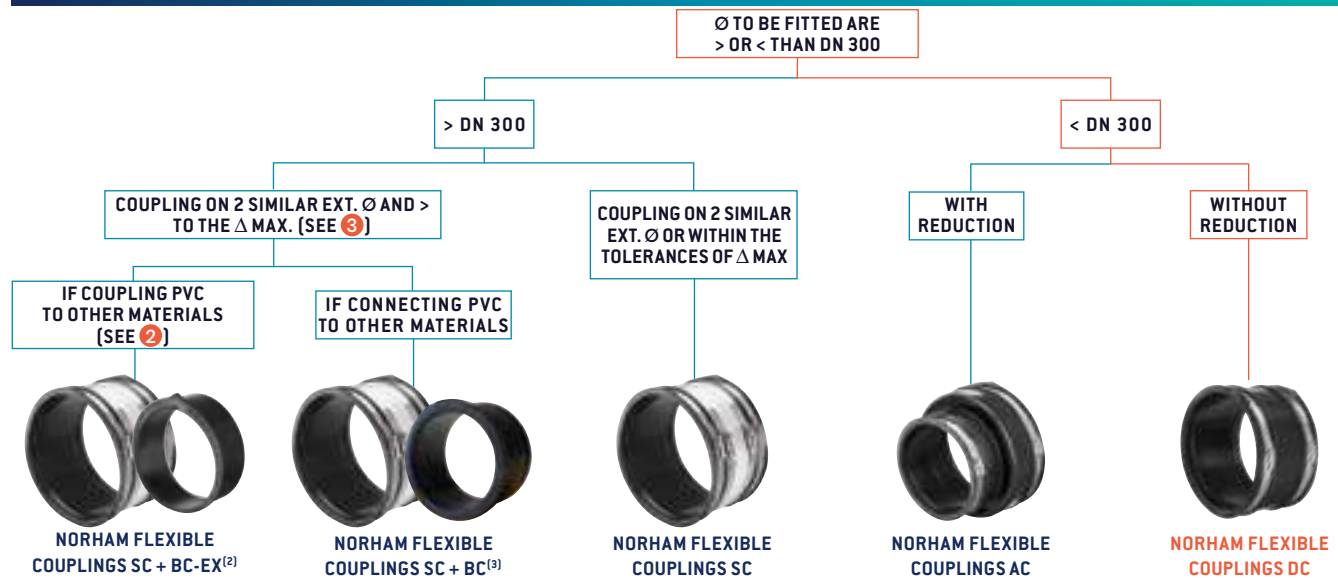 Ø TO BE FITTED ARE
> OR < THAN DN 300
> DN 300
< DN 300
COUPLING ON 2 SIMILAR EXT. Ø AND >
TO THE Δ MAX. (SEE 3)
COUPLING ON 2 SIMILAR
EXT. Ø OR WITHIN THE
TOLERANCES OF Δ MAX
WITH
REDUCTION
WITHOUT
REDUCTION
IF COUPLING PVC
TO OTHER MATERIALS
(SEE 2)
IF CONNECTING PVC
TO OTHER MATERIALS
NORHAM FLEXIBLE
COUPLINGS SC + BC-EX(2)
NORHAM FLEXIBLE
COUPLINGS SC + BC(3)
NORHAM FLEXIBLE
COUPLINGS SC
NORHAM FLEXIBLE
COUPLINGS AC
NORHAM FLEXIBLE
COUPLINGS DC